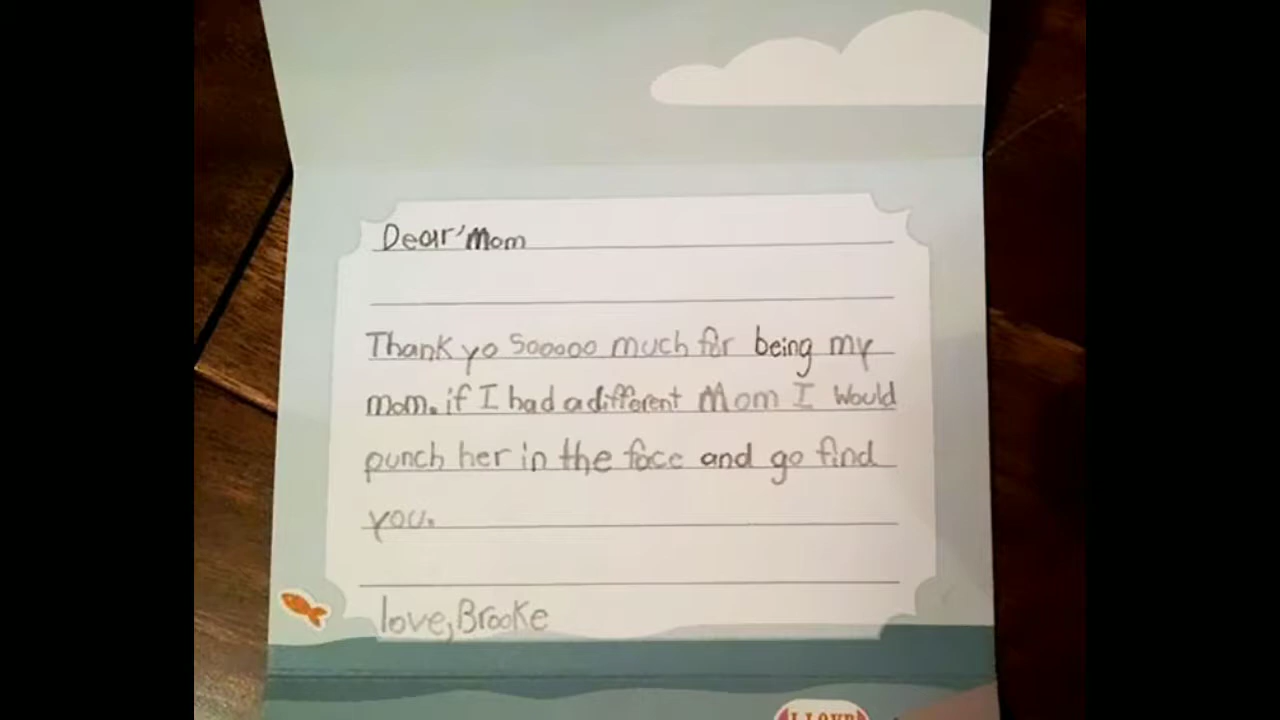 Dear'Mom
Thank yo Sooooo much for being my
mom. if I had a different Mom I Would
punch her in the face and go find
you.
love, Brooke